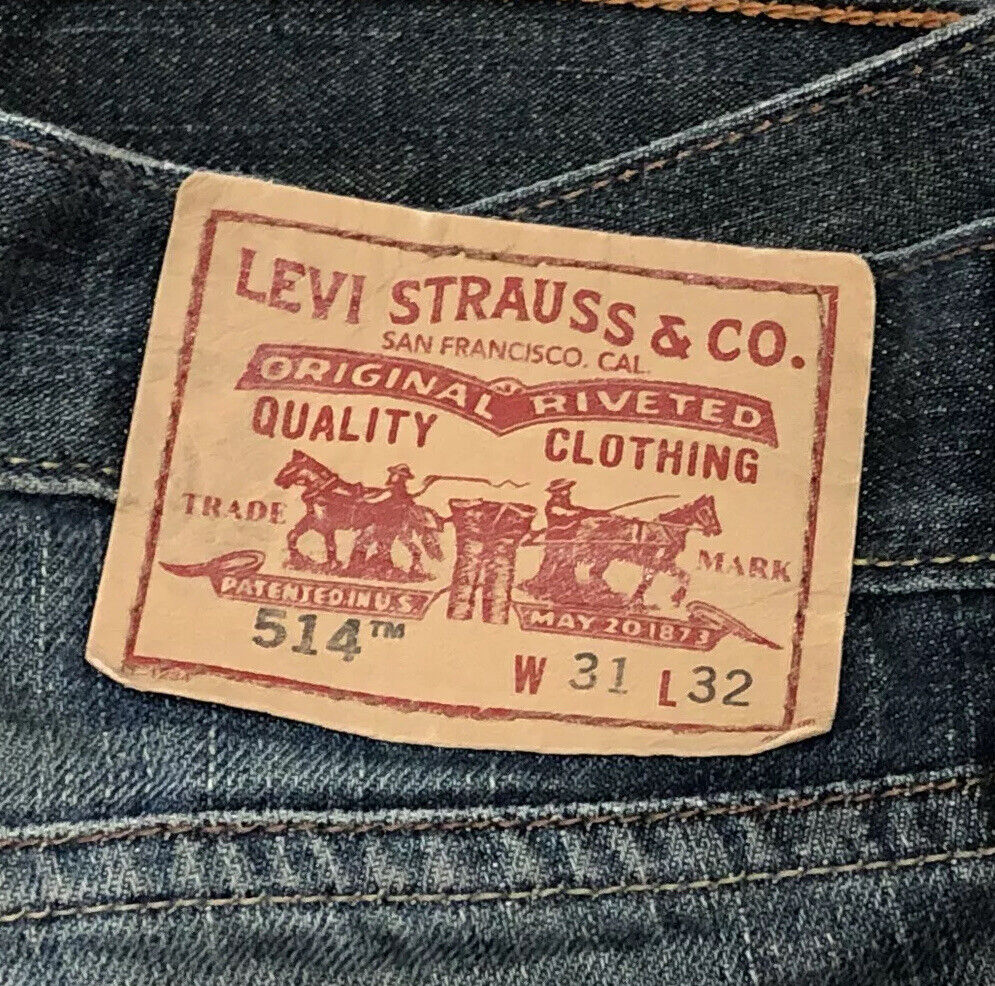 LEVI STRAUSS & CO.
SAN FRANCISCO, CAL.
ORIGINAL RIVETED
QUALITY CLOTHING
TRADE MARK
PATENTED IN U.S. MAY 20 1873
514™
W 31 L 32